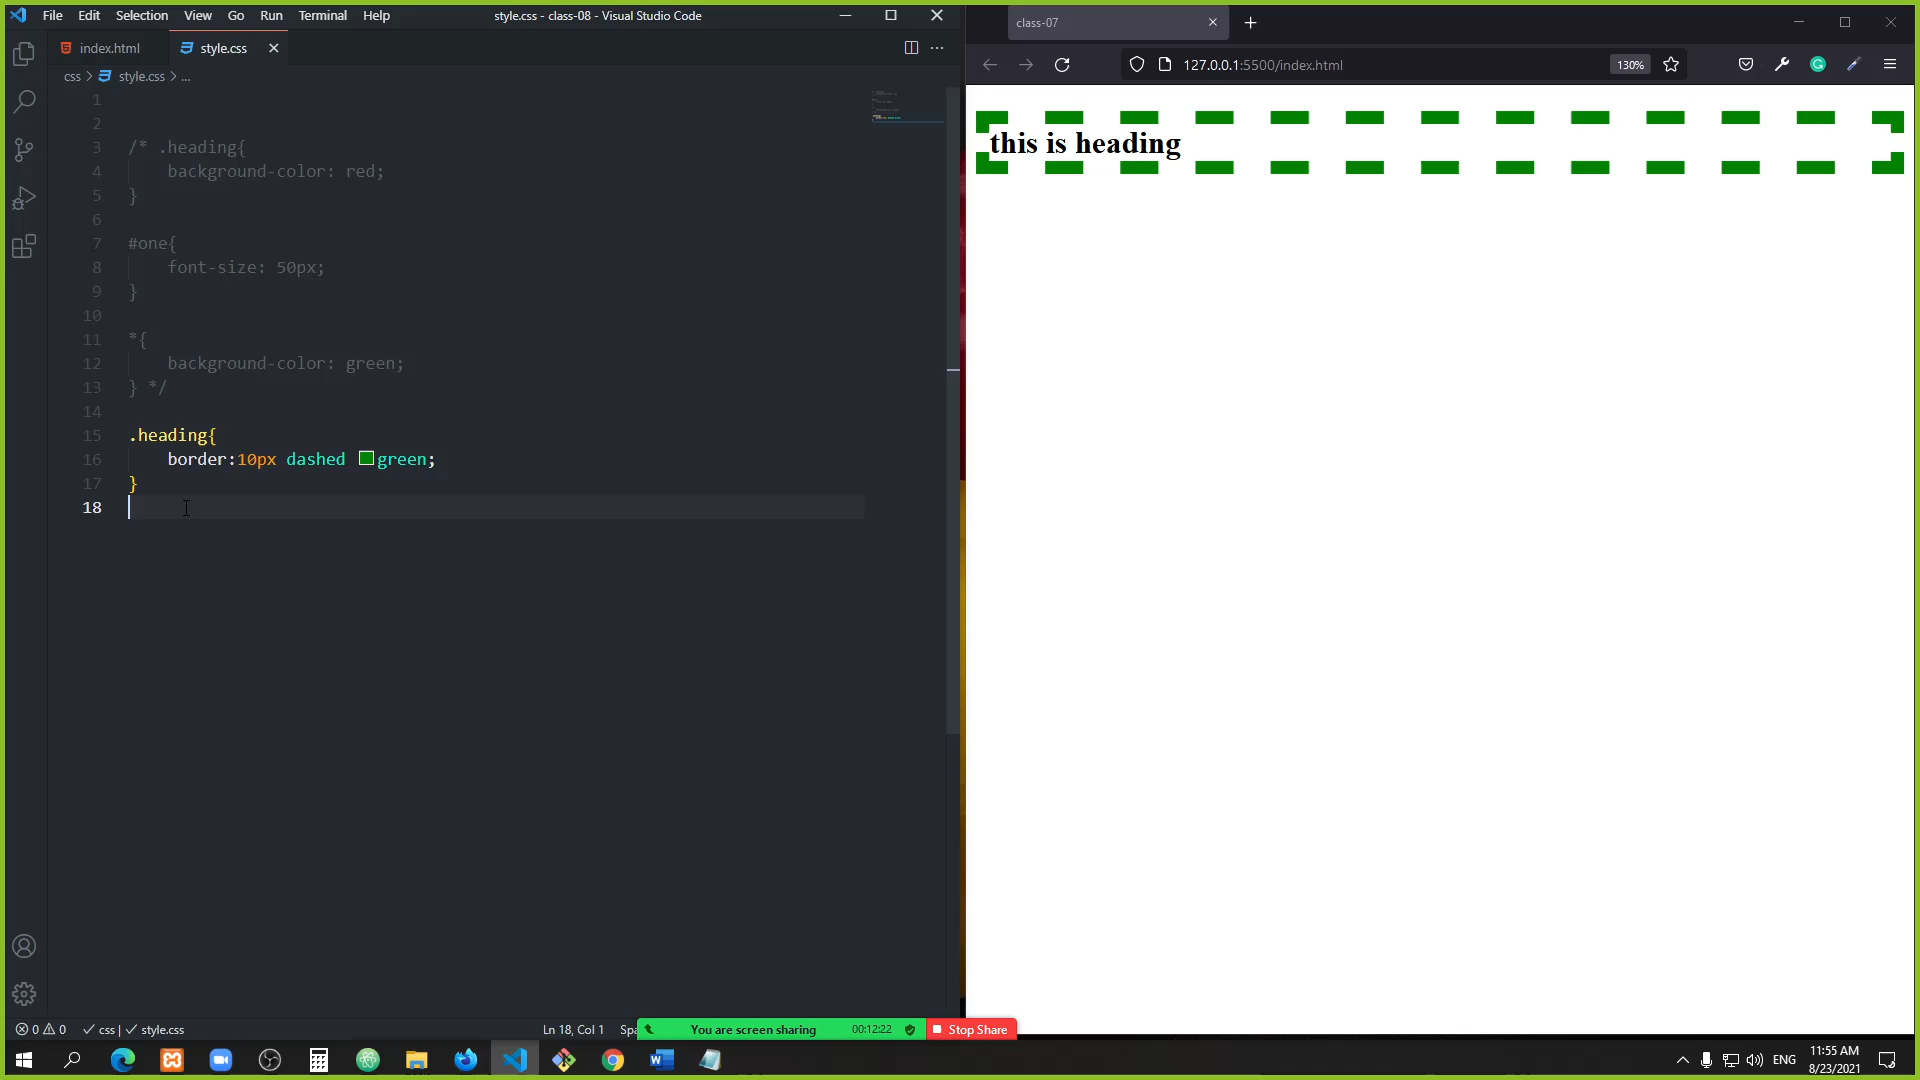 File Edit Selection View Go Run Terminal Help
style.css - class-08 - Visual Studio Code
index.html
style.css
css > style.css > ...
1
2
3 /* .heading{
4 background-color: red;
5 }
6
7 #one{
8 font-size: 50px;
9 }
10
11 *{
12 background-color: green;
13 } */
14
15 .heading{
16 border:10px dashed green;
17 }
18
0 0 css | style.css
Ln 18, Col 1
You are screen sharing 00:12:22
Stop Share
class-07
127.0.0.1:5500/index.html
130%
this is heading
ENG
11:55 AM
8/23/2021